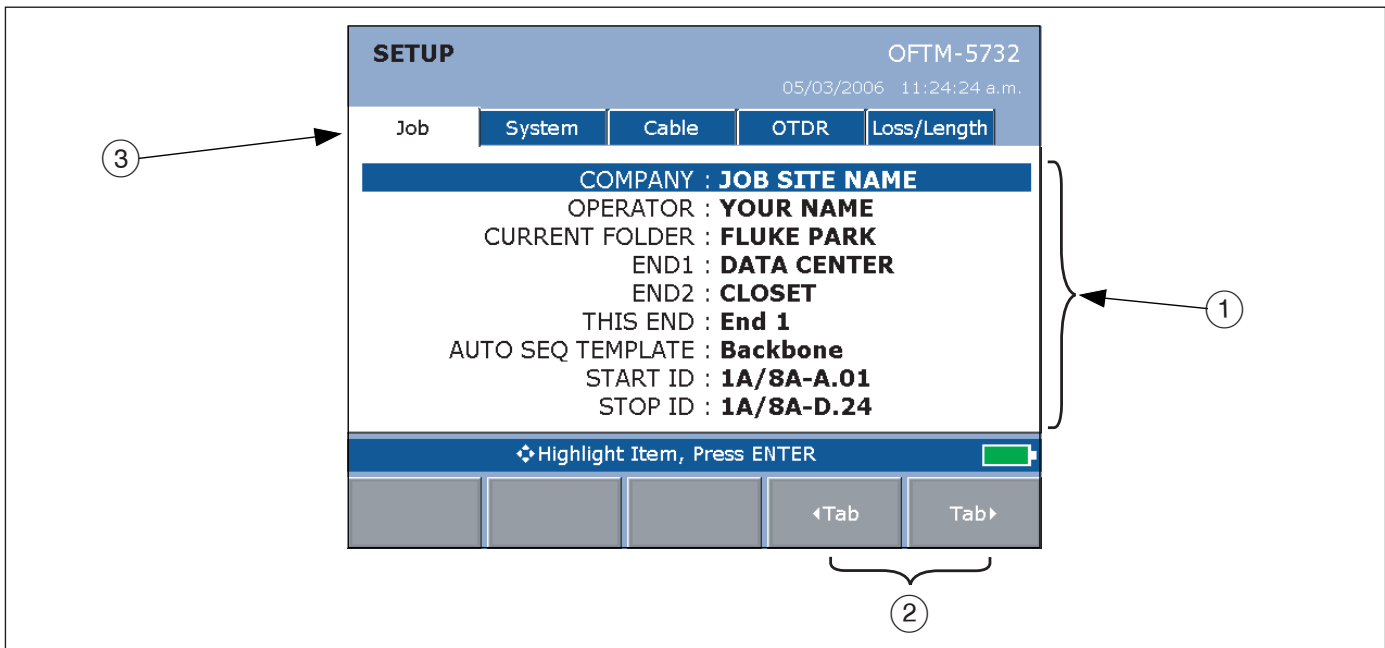 SETUP OFTM-5732
05/03/2006 11:24:24 a.m.
Job System Cable OTDR Loss/Length
COMPANY : JOB SITE NAME
OPERATOR : YOUR NAME
CURRENT FOLDER : FLUKE PARK
END1 : DATA CENTER
END2 : CLOSET
THIS END : End 1
AUTO SEQ TEMPLATE : Backbone
START ID : 1A/8A-A.01
STOP ID : 1A/8A-D.24
Highlight Item, Press ENTER
Tab Tab
3
1
2